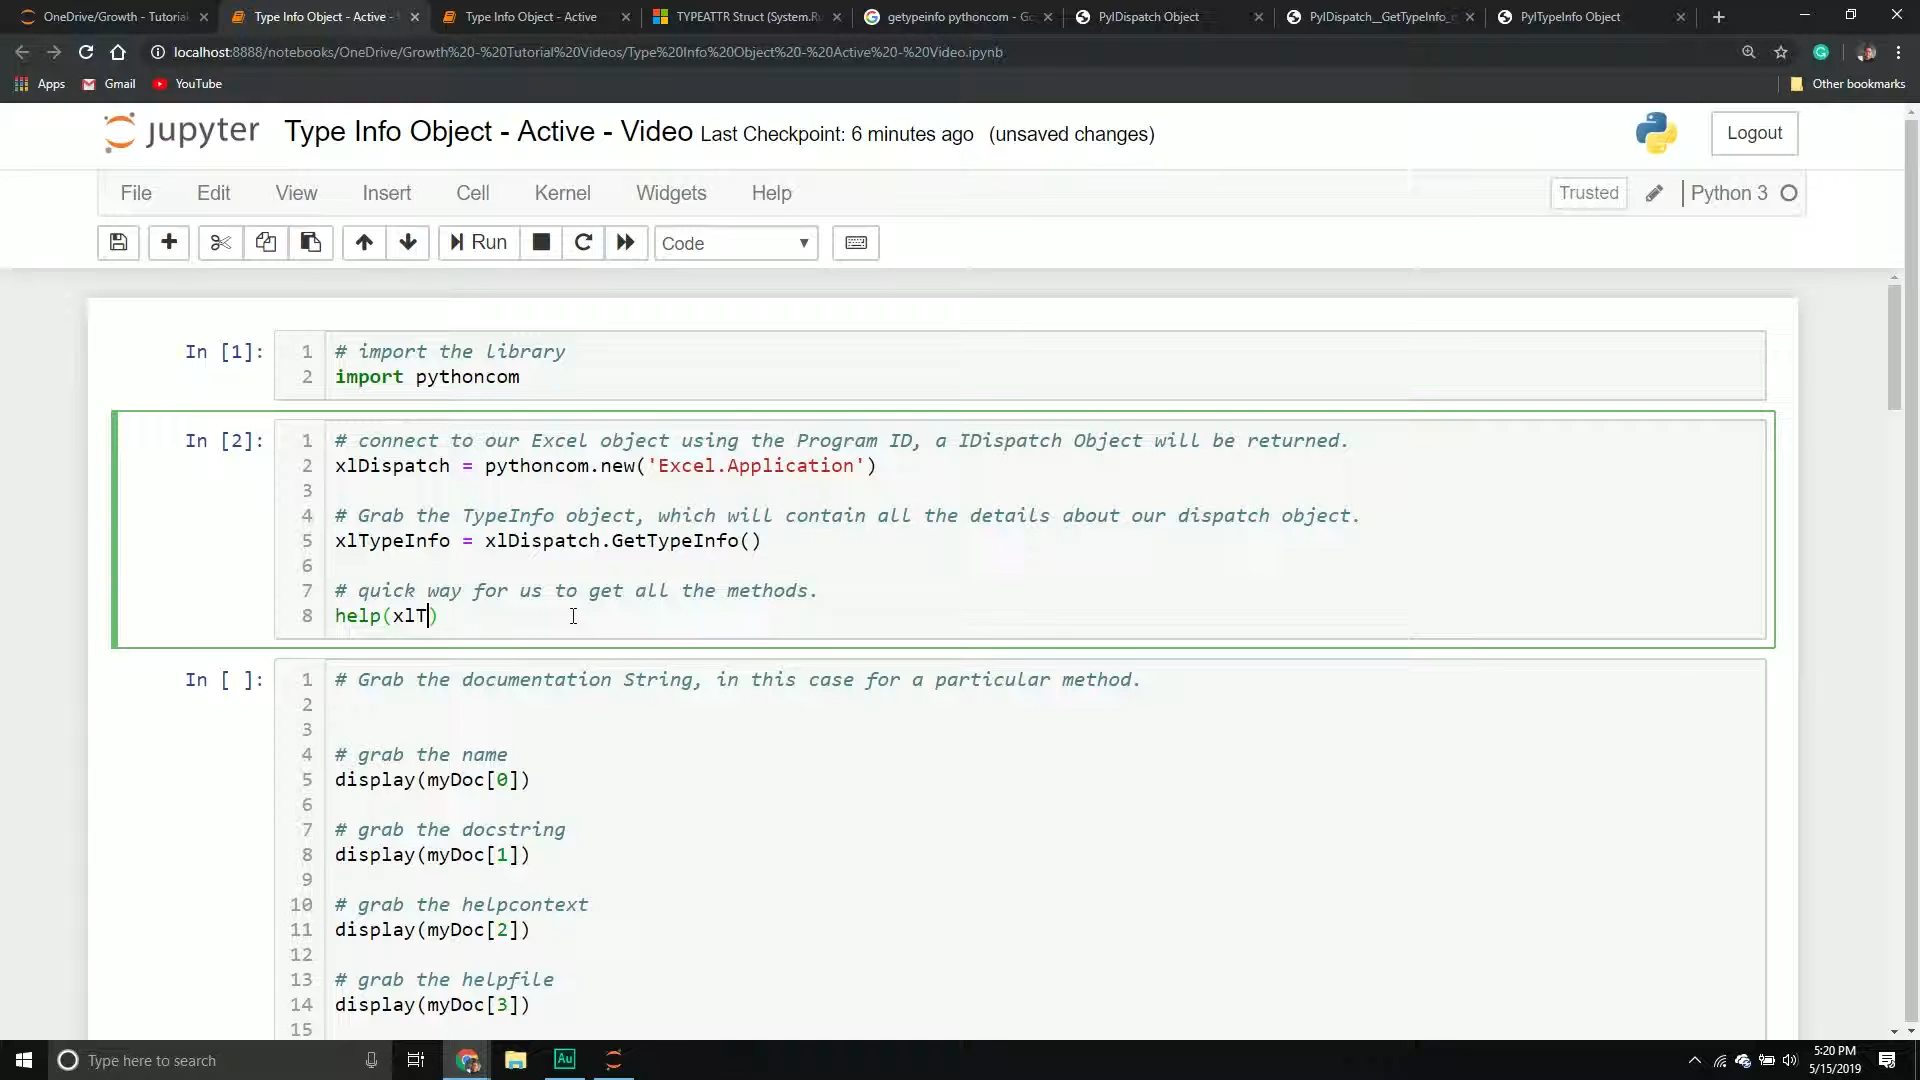 OneDrive/Growth - Tutorial
Type Info Object - Active -
Type Info Object - Active
TYPEATTR Struct (System.Ru
getypeinfo pythoncom - Go
PyIDispatch Object
PyIDispatch__GetTypeInfo_
PyITypeInfo Object
localhost:8888/notebooks/OneDrive/Growth%20-%20Tutorial%20Videos/Type%20Info%20Object%20-%20Active%20-%20Video.ipynb
Apps
Gmail
YouTube
Other bookmarks
jupyter
Type Info Object - Active - Video
Last Checkpoint: 6 minutes ago (unsaved changes)
Logout
File
Edit
View
Insert
Cell
Kernel
Widgets
Help
Trusted
Python 3
Run
Code
In [1]:
1 # import the library
2 import pythoncom
In [2]:
1 # connect to our Excel object using the Program ID, a IDispatch Object will be returned.
2 xlDispatch = pythoncom.new('Excel.Application')
3
4 # Grab the TypeInfo object, which will contain all the details about our dispatch object.
5 xlTypeInfo = xlDispatch.GetTypeInfo()
6
7 # quick way for us to get all the methods.
8 help(xlT)
In [ ]:
1 # Grab the documentation String, in this case for a particular method.
2
3
4 # grab the name
5 display(myDoc[0])
6
7 # grab the docstring
8 display(myDoc[1])
9
10 # grab the helpcontext
11 display(myDoc[2])
12
13 # grab the helpfile
14 display(myDoc[3])
15
Type here to search
Au
5:20 PM
5/15/2019